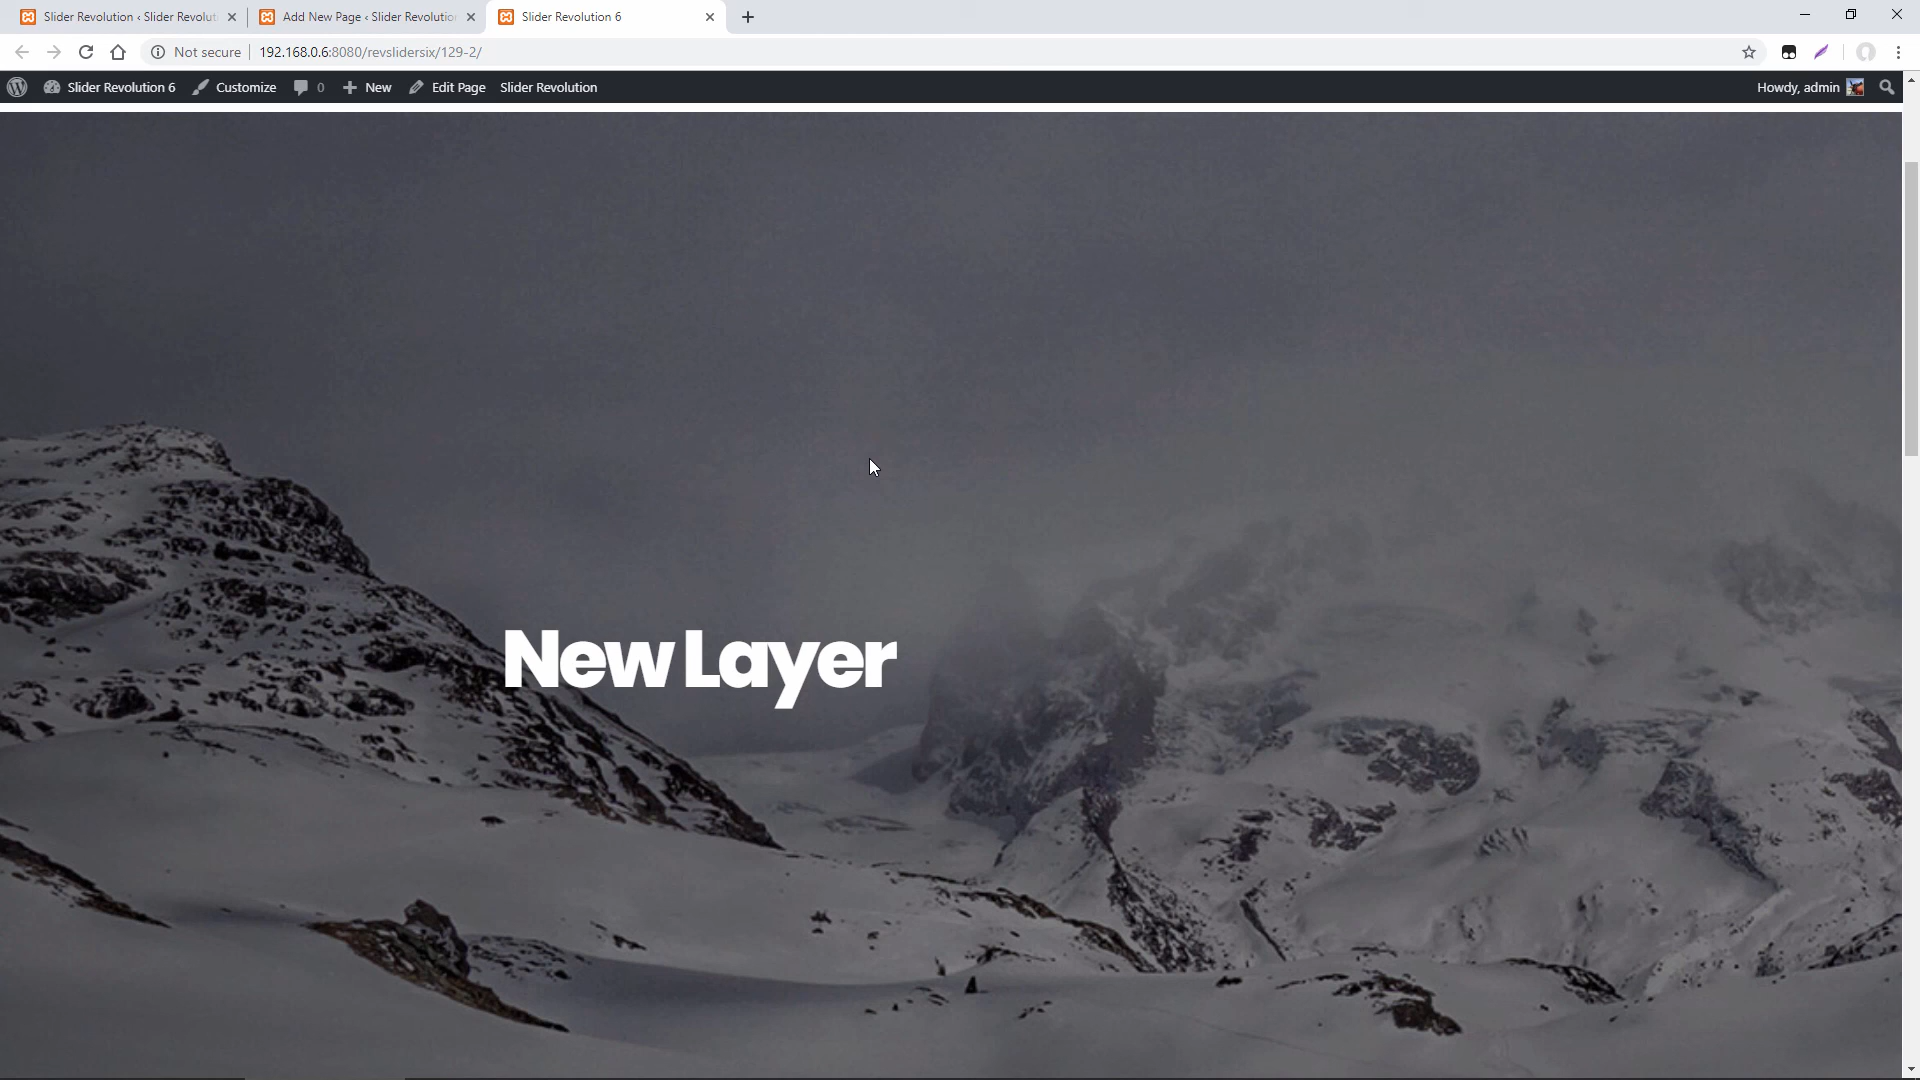 Slider Revolution ‹ Slider Revolut
Add New Page ‹ Slider Revolution
Slider Revolution 6
Not secure
192.168.0.6:8080/revslidersix/129-2/
Slider Revolution 6
Customize
0
New
Edit Page
Slider Revolution
Howdy, admin
New Layer